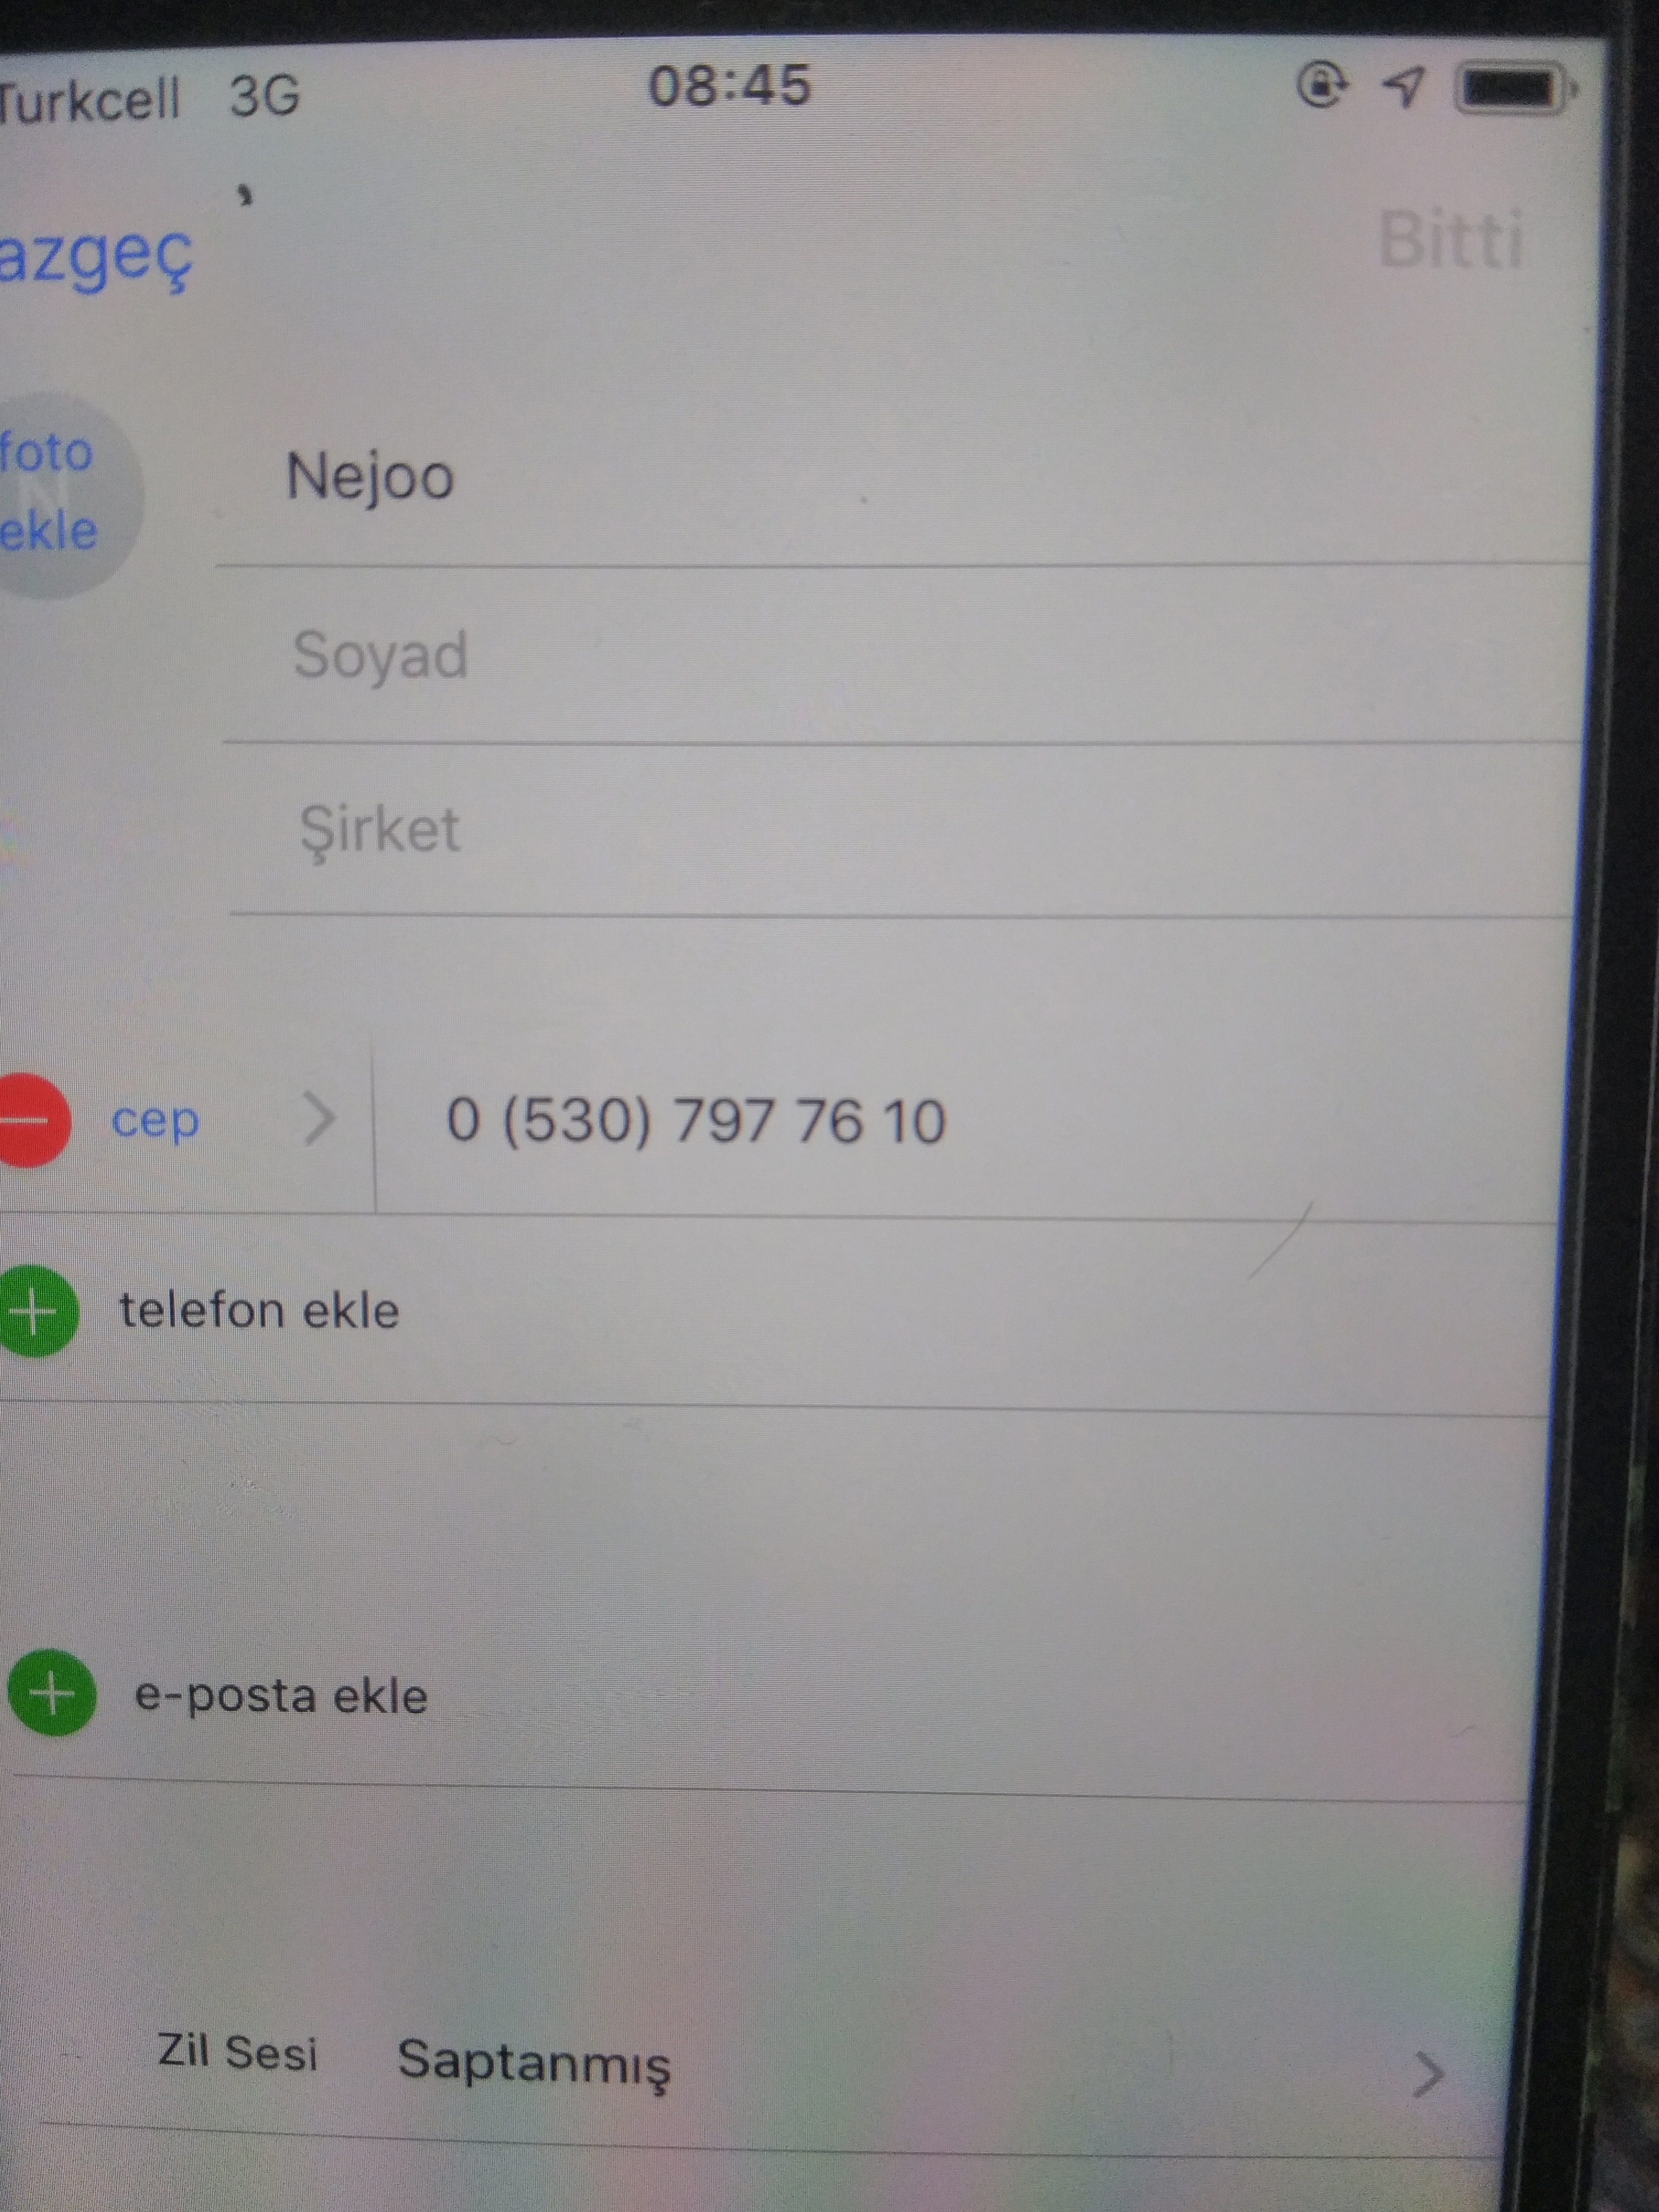 Turkcell 3G 08:45
azgeç Bitti
foto
ekle
N
Nejoo
Soyad
Şirket
cep 0 (530) 797 76 10
telefon ekle
e-posta ekle
Zil Sesi Saptanmış